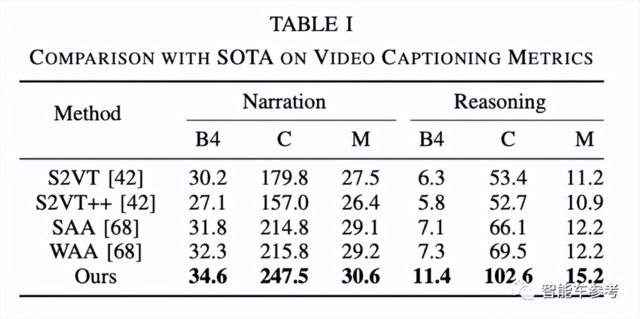 TABLE I
COMPARISON WITH SOTA ON VIDEO CAPTIONING METRICS
Method Narration Reasoning
B4 C M B4 C M
S2VT [42] 30.2 179.8 27.5 6.3 53.4 11.2
S2VT++ [42] 27.1 157.0 26.4 5.8 52.7 10.9
SAA [68] 31.8 214.8 29.1 7.1 66.1 12.2
WAA [68] 32.3 215.8 29.2 7.3 69.5 12.2
Ours 34.6 247.5 30.6 11.4 102.6 15.2
智能车参考